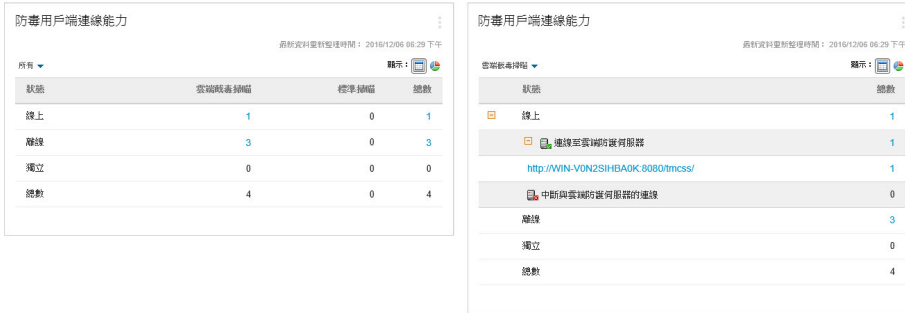 防毒用戶端連線能力
最新資料重新整理時間： 2016/12/06 06:29 下午
所有
顯示：
狀態 雲端截毒掃瞄 標準掃瞄 總數
線上 1 0 1
離線 3 0 3
獨立 0 0 0
總數 4 0 4
防毒用戶端連線能力
最新資料重新整理時間： 2016/12/06 06:29 下午
雲端截毒掃瞄
顯示：
狀態 總數
線上 1
連線至雲端防護伺服器 1
http://WIN-V0N2SIHBA0K:8080/tmcss/ 1
中斷與雲端防護伺服器的連線 0
離線 3
獨立 0
總數 4